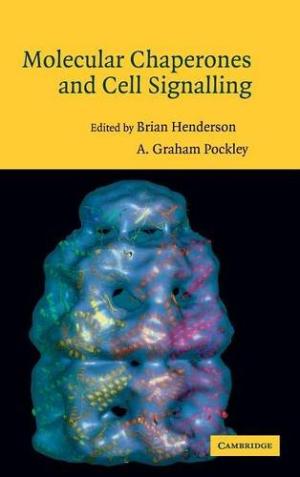 Molecular Chaperones
and Cell Signalling
Edited by Brian Henderson
A. Graham Pockley
CAMBRIDGE